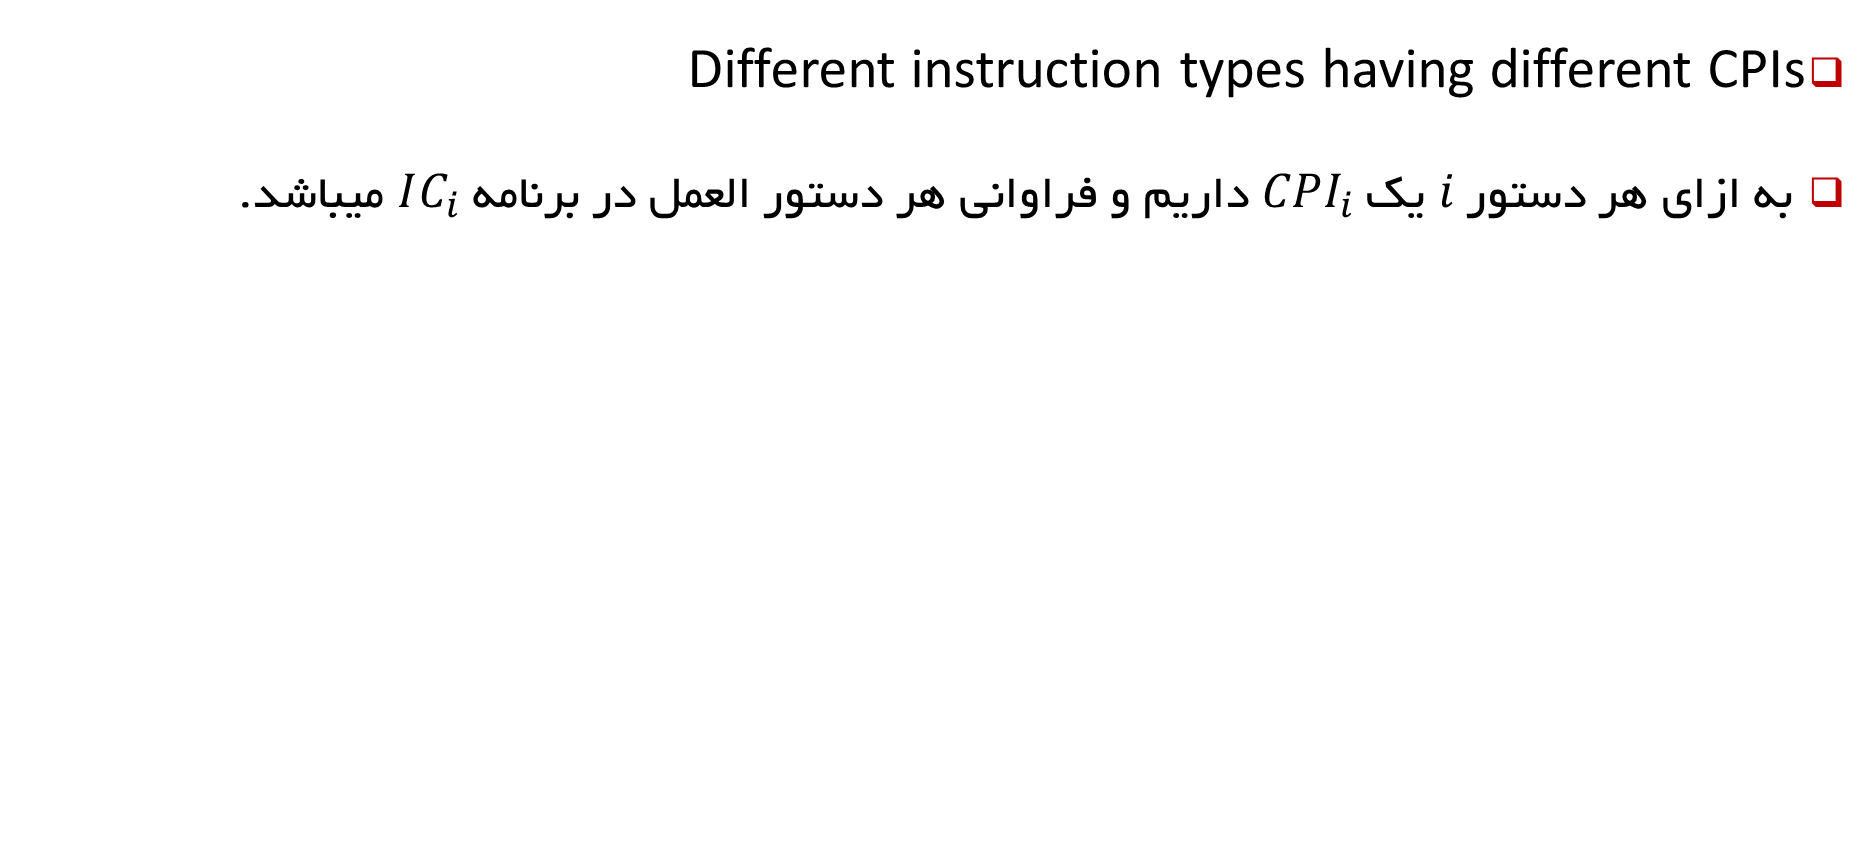 Different instruction types having different CPIs
به ازای هر دستور i یک CPI_i داریم و فراوانی هر دستور العمل در برنامه IC_i میباشد.